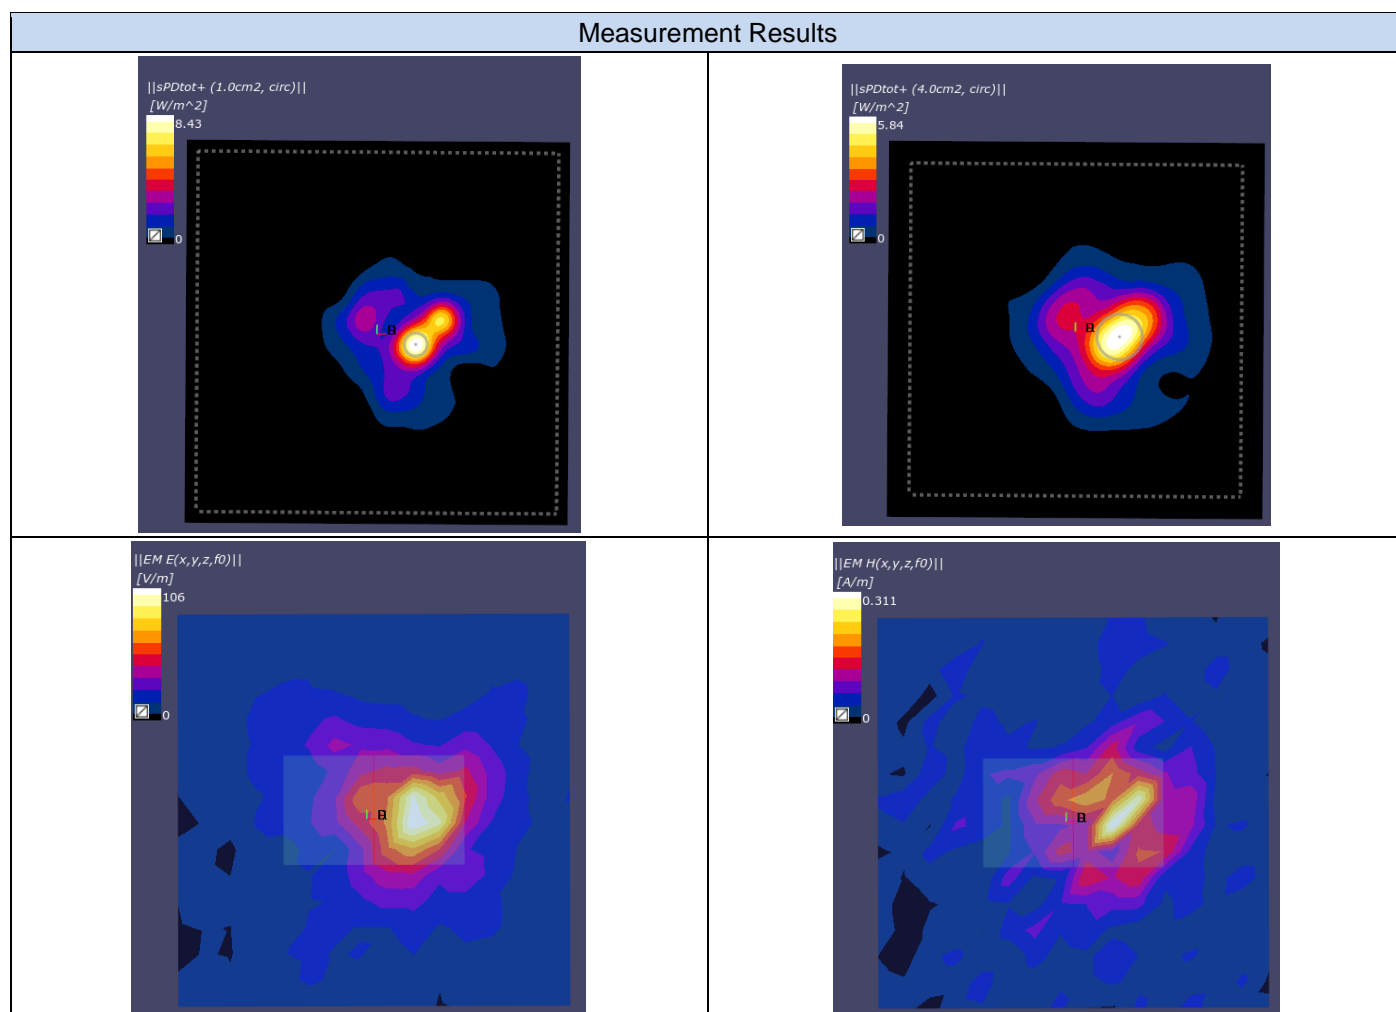 Measurement Results
||sPDtot+ (1.0cm2, circ)||
[W/m^2]
8.43
0
||sPDtot+ (4.0cm2, circ)||
[W/m^2]
5.84
0
||EM E(x,y,z,f0)||
[V/m]
106
0
||EM H(x,y,z,f0)||
[A/m]
0.311
0